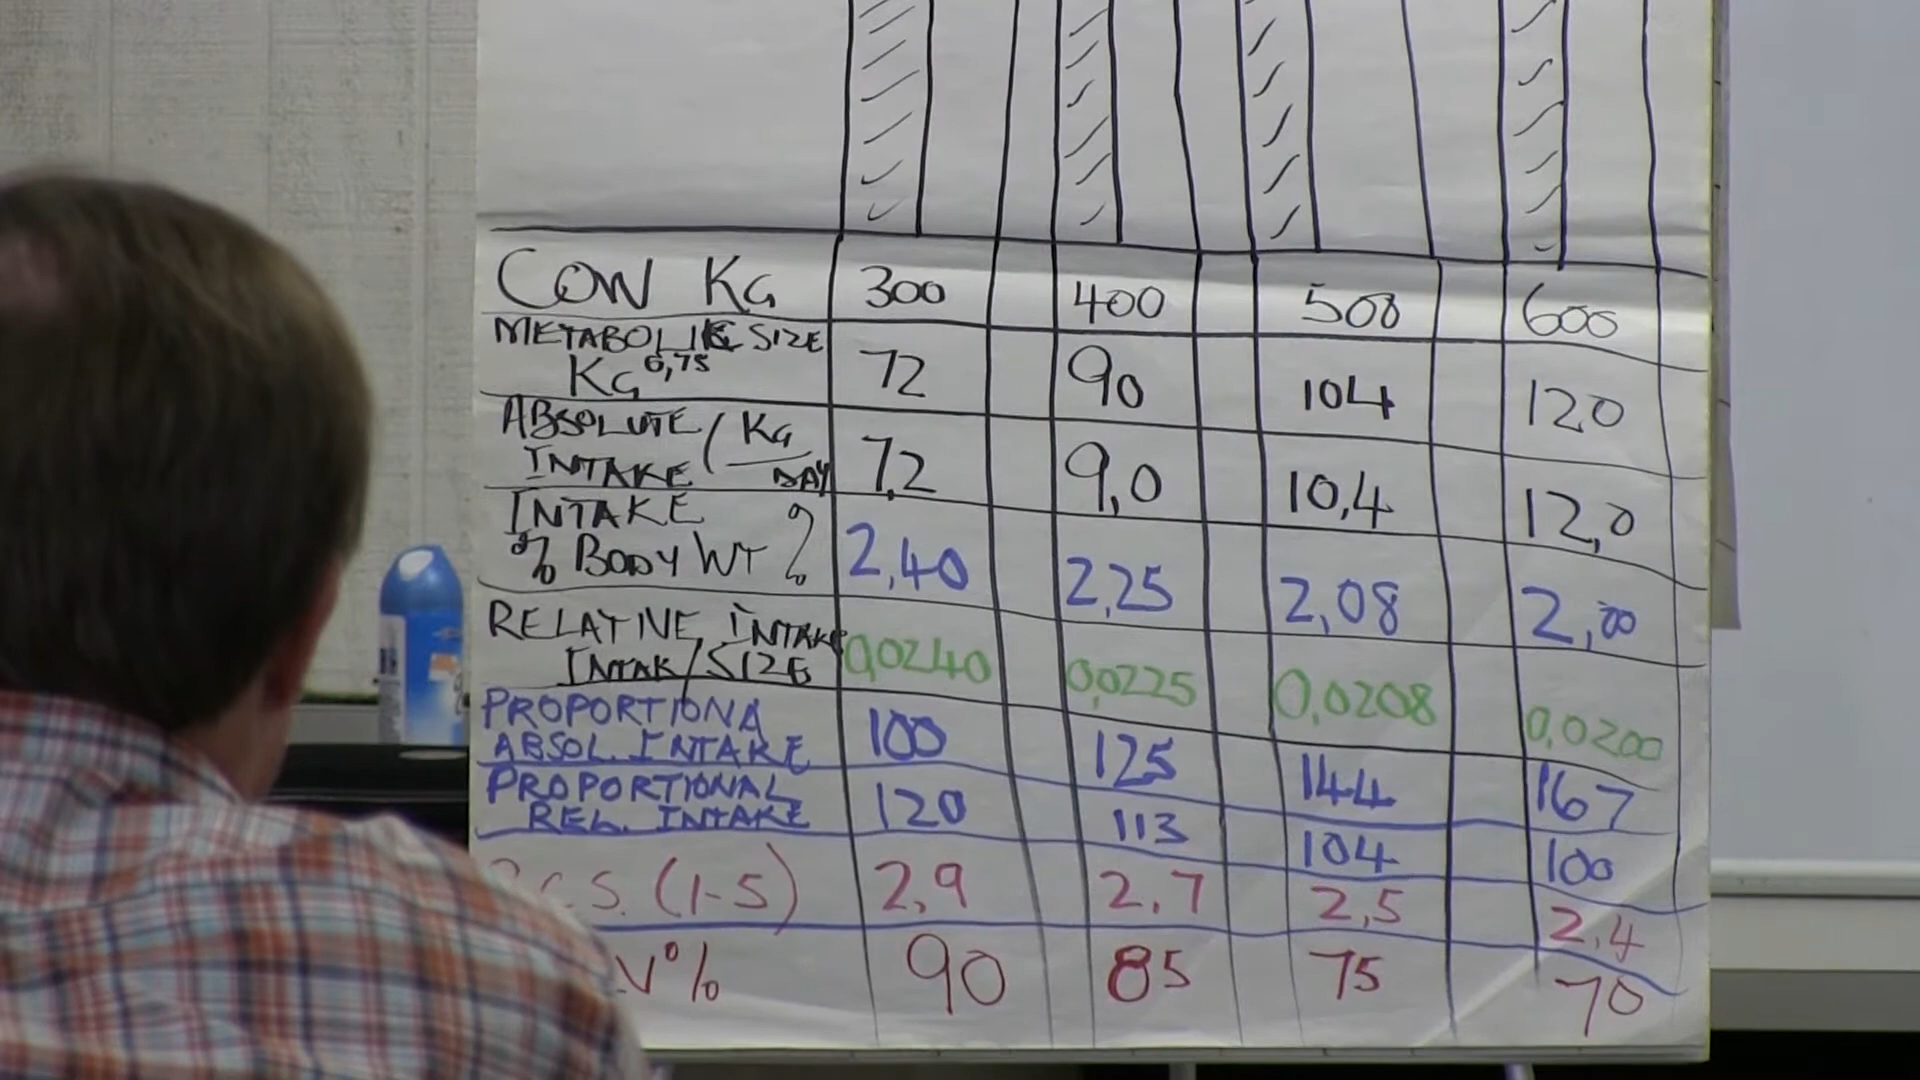 COW KG 300 400 500 600
METABOLIC SIZE
KG 0,75 72 90 104 120
ABSOLUTE / KG
INTAKE DAY 7,2 9,0 10,4 12,0
INTAKE
% BODY WT 2,40 2,25 2,08 2,00
RELATIVE INTAKE
INTAK/SIZE 0,0240 0,0225 0,0208 0,0200
PROPORTIONA
ABSOL. INTAKE 100 125 144 167
PROPORTIONAL
REL. INTAKE 120 113 104 100
C.S. (1-5) 2,9 2,7 2,5 2,4
V% 90 85 75 70